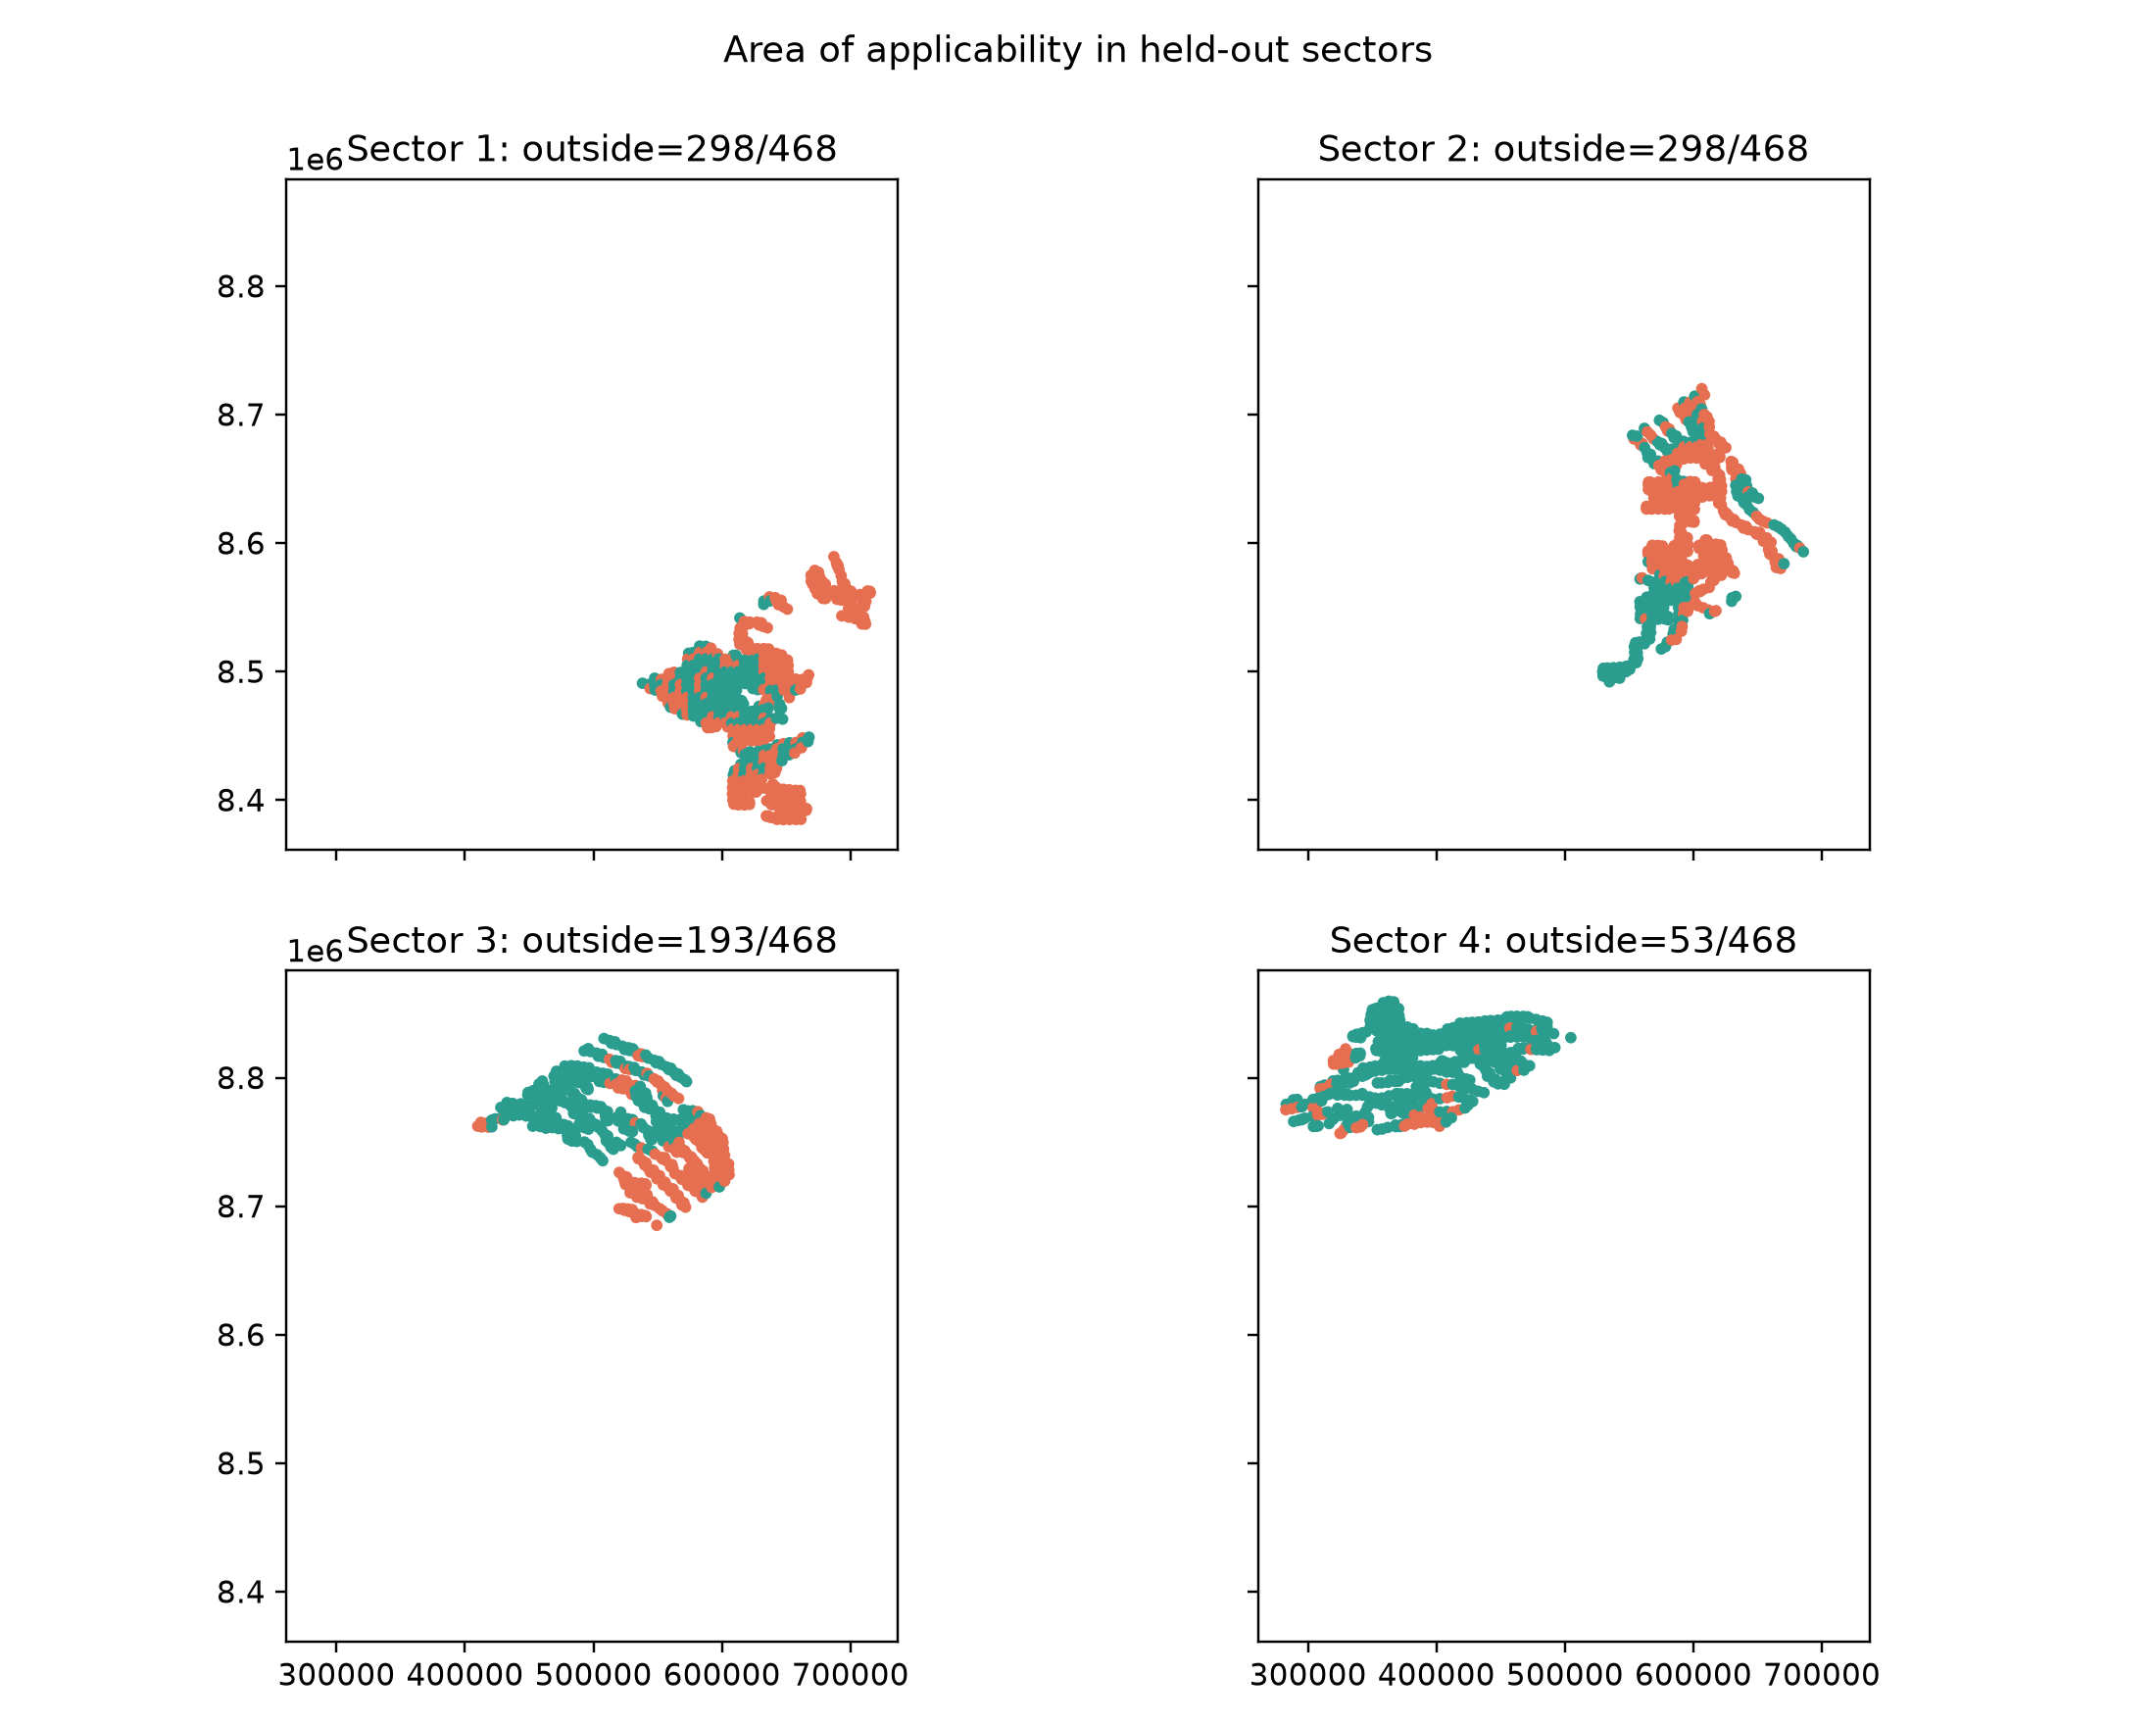 Area of applicability in held-out sectors
1e6 Sector 1: outside=298/468
Sector 2: outside=298/468
8.8
8.7
8.6
8.5
8.4
1e6 Sector 3: outside=193/468
Sector 4: outside=53/468
8.8
8.7
8.6
8.5
8.4
300000 400000 500000 600000 700000
300000 400000 500000 600000 700000